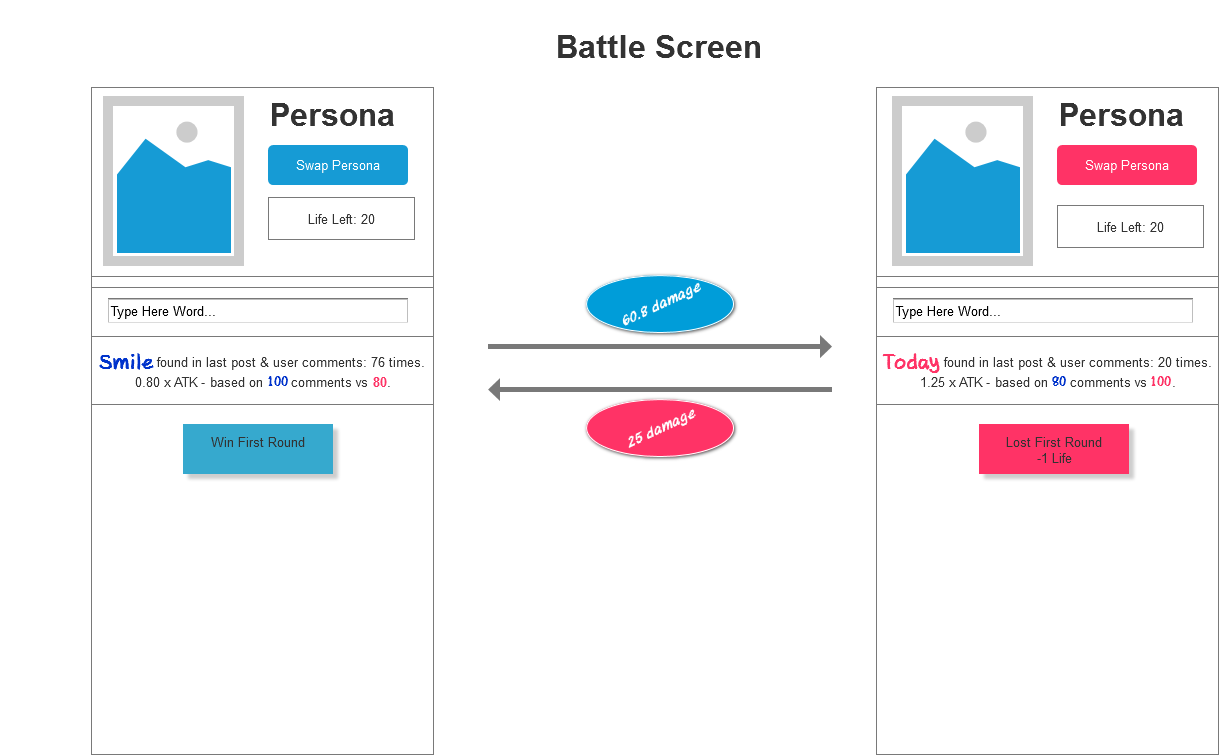 Battle Screen
Persona
Swap Persona
Life Left: 20
Type Here Word...
Smile found in last post & user comments: 76 times.
0.80 x ATK - based on 100 comments vs 80.
Win First Round
60.8 damage
25 damage
Persona
Swap Persona
Life Left: 20
Type Here Word...
Today found in last post & user comments: 20 times.
1.25 x ATK - based on 80 comments vs 100.
Lost First Round
-1 Life